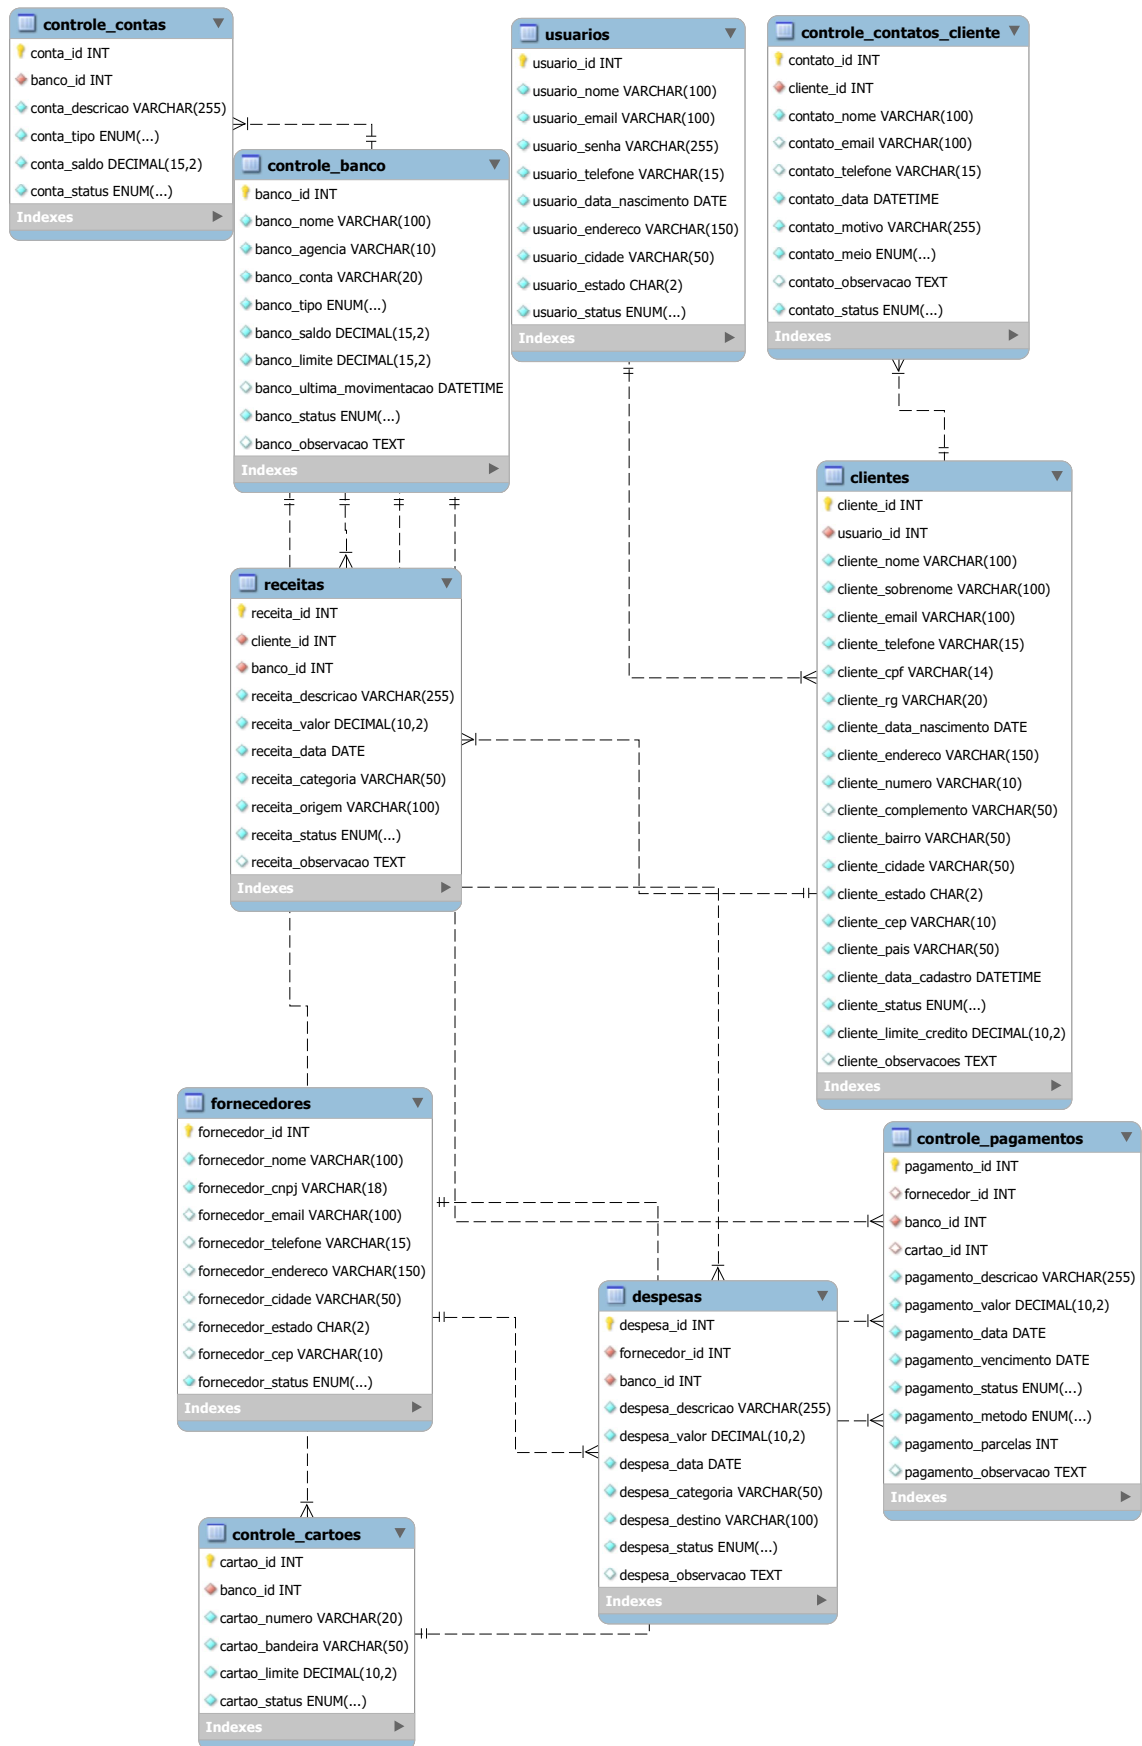 controle_contas
conta_id INT
banco_id INT
conta_descricao VARCHAR(255)
conta_tipo ENUM(...)
conta_saldo DECIMAL(15,2)
conta_status ENUM(...)
Indexes
controle_banco
banco_id INT
banco_nome VARCHAR(100)
banco_agencia VARCHAR(10)
banco_conta VARCHAR(20)
banco_tipo ENUM(...)
banco_saldo DECIMAL(15,2)
banco_limite DECIMAL(15,2)
banco_ultima_movimentacao DATETIME
banco_status ENUM(...)
banco_observacao TEXT
Indexes
usuarios
usuario_id INT
usuario_nome VARCHAR(100)
usuario_email VARCHAR(100)
usuario_senha VARCHAR(255)
usuario_telefone VARCHAR(15)
usuario_data_nascimento DATE
usuario_endereco VARCHAR(150)
usuario_cidade VARCHAR(50)
usuario_estado CHAR(2)
usuario_status ENUM(...)
Indexes
controle_contatos_cliente
contato_id INT
cliente_id INT
contato_nome VARCHAR(100)
contato_email VARCHAR(100)
contato_telefone VARCHAR(15)
contato_data DATETIME
contato_motivo VARCHAR(255)
contato_meio ENUM(...)
contato_observacao TEXT
contato_status ENUM(...)
Indexes
clientes
cliente_id INT
usuario_id INT
cliente_nome VARCHAR(100)
cliente_sobrenome VARCHAR(100)
cliente_email VARCHAR(100)
cliente_telefone VARCHAR(15)
cliente_cpf VARCHAR(14)
cliente_rg VARCHAR(20)
cliente_data_nascimento DATE
cliente_endereco VARCHAR(150)
cliente_numero VARCHAR(10)
cliente_complemento VARCHAR(50)
cliente_bairro VARCHAR(50)
cliente_cidade VARCHAR(50)
cliente_estado CHAR(2)
cliente_cep VARCHAR(10)
cliente_pais VARCHAR(50)
cliente_data_cadastro DATETIME
cliente_status ENUM(...)
cliente_limite_credito DECIMAL(10,2)
cliente_observacoes TEXT
Indexes
receitas
receita_id INT
cliente_id INT
banco_id INT
receita_descricao VARCHAR(255)
receita_valor DECIMAL(10,2)
receita_data DATE
receita_categoria VARCHAR(50)
receita_origem VARCHAR(100)
receita_status ENUM(...)
receita_observacao TEXT
Indexes
fornecedores
fornecedor_id INT
fornecedor_nome VARCHAR(100)
fornecedor_cnpj VARCHAR(18)
fornecedor_email VARCHAR(100)
fornecedor_telefone VARCHAR(15)
fornecedor_endereco VARCHAR(150)
fornecedor_cidade VARCHAR(50)
fornecedor_estado CHAR(2)
fornecedor_cep VARCHAR(10)
fornecedor_status ENUM(...)
Indexes
controle_pagamentos
pagamento_id INT
fornecedor_id INT
banco_id INT
cartao_id INT
pagamento_descricao VARCHAR(255)
pagamento_valor DECIMAL(10,2)
pagamento_data DATE
pagamento_vencimento DATE
pagamento_status ENUM(...)
pagamento_metodo ENUM(...)
pagamento_parcelas INT
pagamento_observacao TEXT
Indexes
despesas
despesa_id INT
fornecedor_id INT
banco_id INT
despesa_descricao VARCHAR(255)
despesa_valor DECIMAL(10,2)
despesa_data DATE
despesa_categoria VARCHAR(50)
despesa_destino VARCHAR(100)
despesa_status ENUM(...)
despesa_observacao TEXT
Indexes
controle_cartoes
cartao_id INT
banco_id INT
cartao_numero VARCHAR(20)
cartao_bandeira VARCHAR(50)
cartao_limite DECIMAL(10,2)
cartao_status ENUM(...)
Indexes